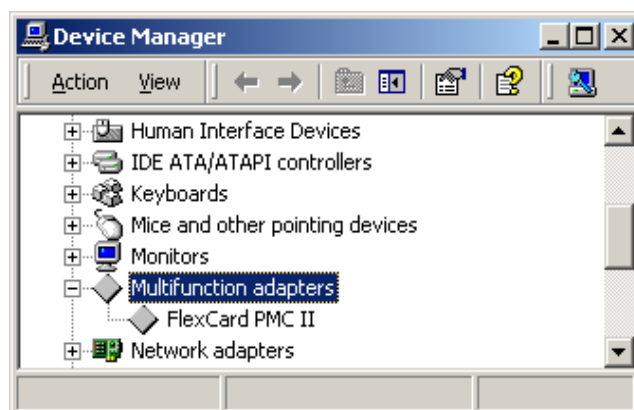 Device Manager
Action View
Human Interface Devices
IDE ATA/ATAPI controllers
Keyboards
Mice and other pointing devices
Monitors
Multifunction adapters
FlexCard PMC II
Network adapters